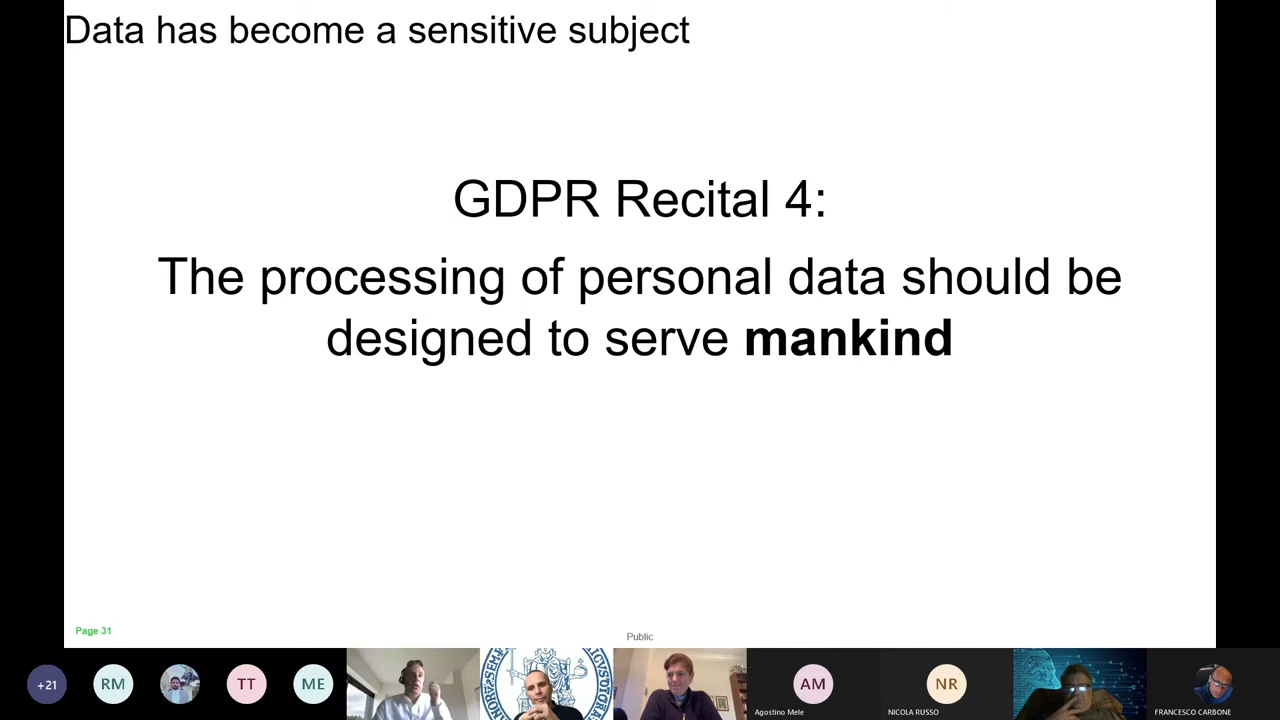 Data has become a sensitive subject
GDPR Recital 4:
The processing of personal data should be
designed to serve mankind
Page 31
Public
+21
RM
TT
ME
AM
Agostino Mele
NR
NICOLA RUSSO
FRANCESCO CARBONE